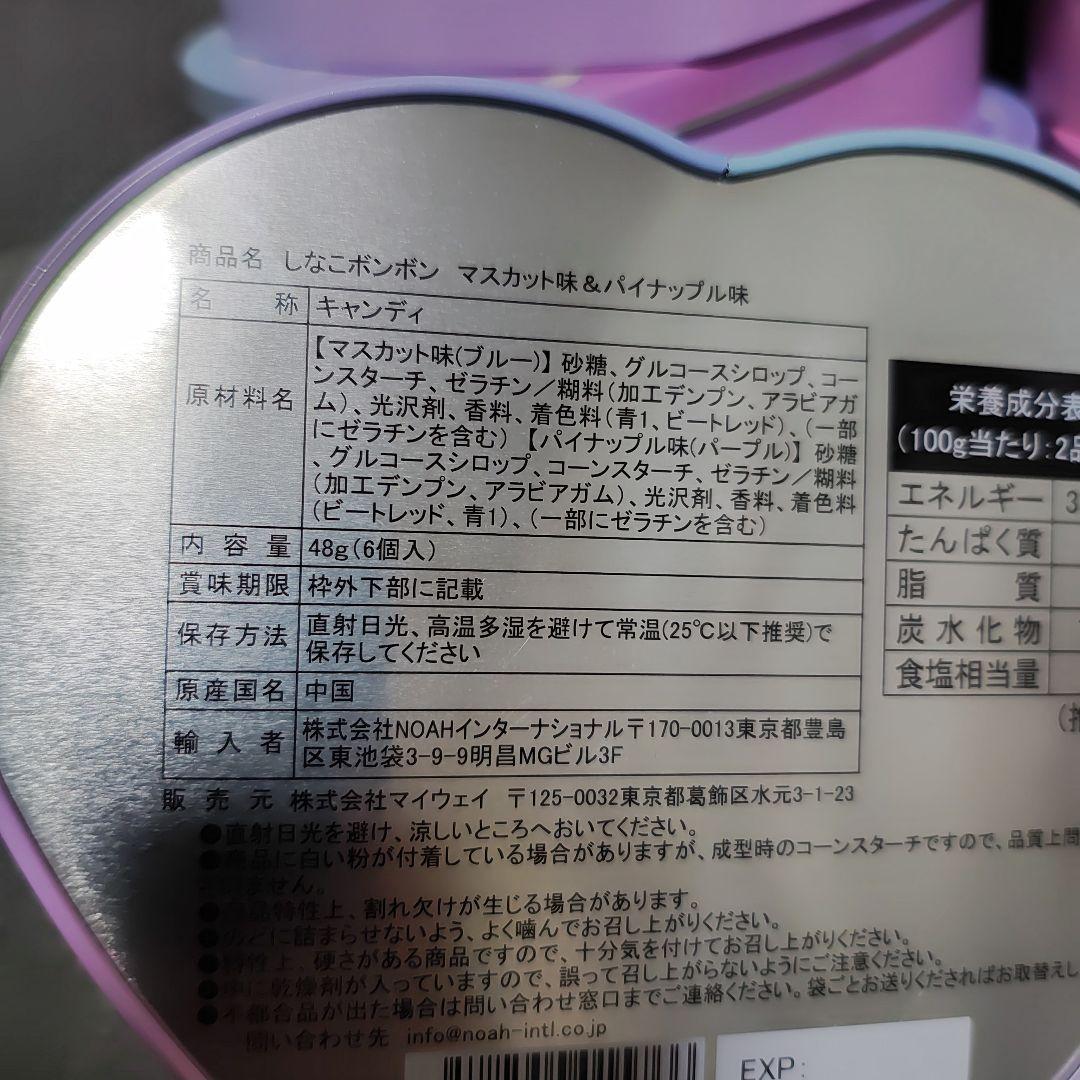 商品名 しなこボンボン マスカット味＆パイナップル味
名称 キャンディ
原材料名 【マスカット味(ブルー)】砂糖、グルコースシロップ、コー
ンスターチ、ゼラチン／糊料(加工デンプン、アラビアガ
ム)、光沢剤、香料、着色料(青1、ビートレッド)、(一部
にゼラチンを含む)【パイナップル味(パープル)】砂糖
、グルコースシロップ、コーンスターチ、ゼラチン／糊料
(加工デンプン、アラビアガム)、光沢剤、香料、着色料
(ビートレッド、青1)、(一部にゼラチンを含む)
内容量 48g(6個入)
賞味期限 枠外下部に記載
保存方法 直射日光、高温多湿を避けて常温(25℃以下推奨)で
保存してください
原産国名 中国
輸入者 株式会社NOAHインターナショナル〒170-0013東京都豊島
区東池袋3-9-9明昌MGビル3F
販売元 株式会社マイウェイ 〒125-0032東京都葛飾区水元3-1-23
●直射日光を避け、涼しいところへおいてください。
●商品に白い粉が付着している場合がありますが、成型時のコーンスターチですので、品質上問
ません。
●商品特性上、割れ欠けが生じる場合があります。
●のどに詰まらせないよう、よく噛んでお召し上がりください。
●特性上、硬さがある商品ですので、十分気を付けてお召し上がりください。
●中に乾燥剤が入っていますので、誤って召し上がらないようにご注意ください。
●不都合品が出た場合は問い合わせ窓口までご連絡ください。袋ごとお送りくださればお取替えし
問い合わせ先 info@noah-intl.co.jp
栄養成分表
(100g当たり:2品
エネルギー 3
たんぱく質
脂質
炭水化物
食塩相当量
EXP: